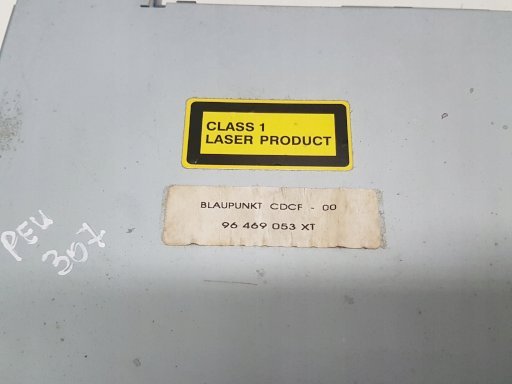 CLASS 1
LASER PRODUCT
BLAUPUNKT CDCF - 00
96 469 053 XT
PEU
307